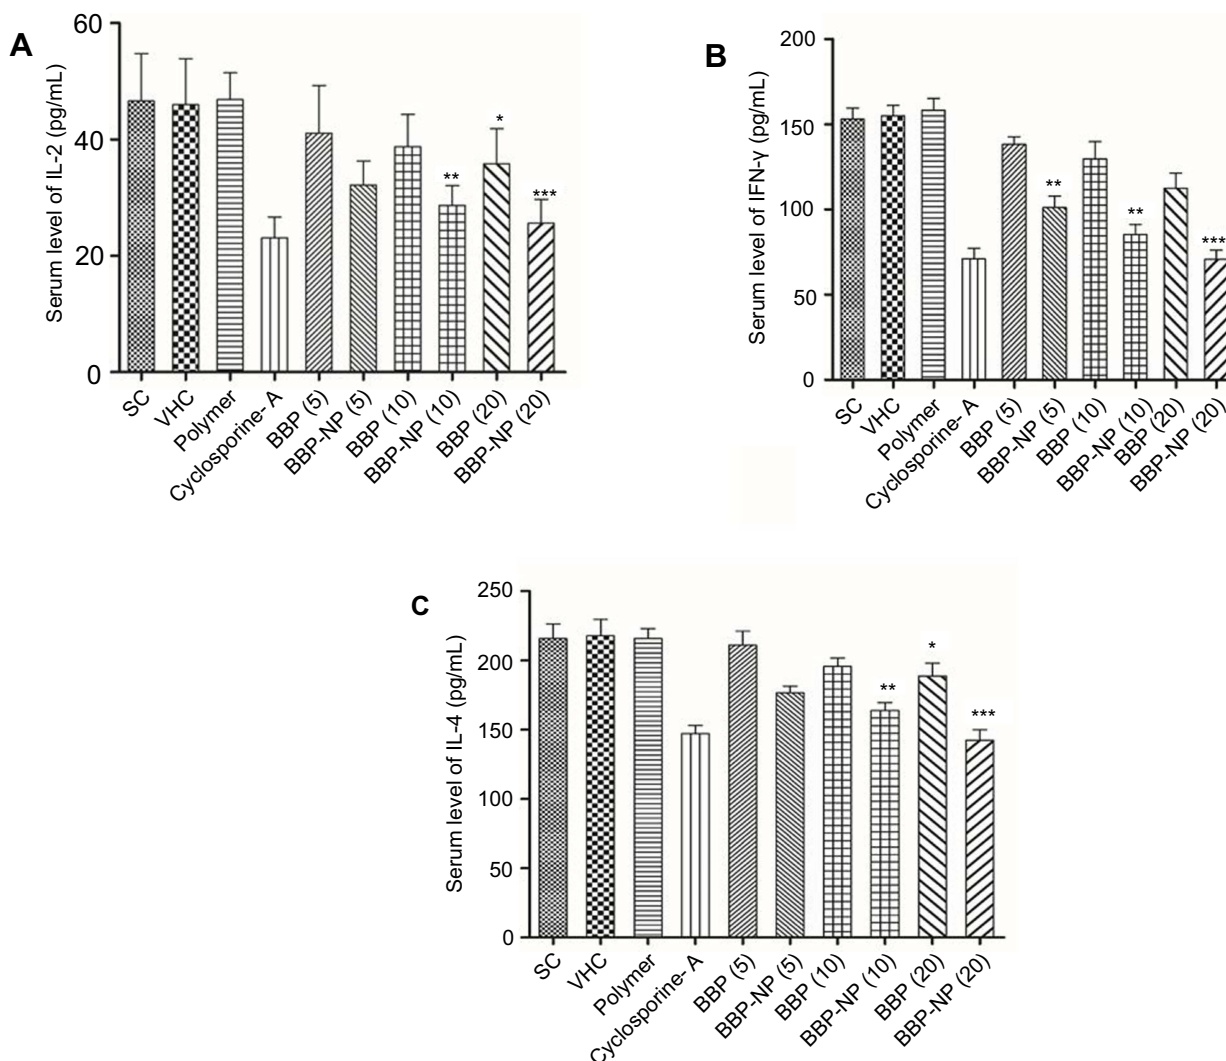 A
Serum level of IL-2 (pg/mL)
60
40
20
0
*
**
***
SC
VHC
Polymer
Cyclosporine- A
BBP (5)
BBP-NP (5)
BBP (10)
BBP-NP (10)
BBP (20)
BBP-NP (20)
B
Serum level of IFN-γ (pg/mL)
200
150
100
50
0
**
**
***
SC
VHC
Polymer
Cyclosporine- A
BBP (5)
BBP-NP (5)
BBP (10)
BBP-NP (10)
BBP (20)
BBP-NP (20)
C
Serum level of IL-4 (pg/mL)
250
200
150
100
50
0
*
**
***
SC
VHC
Polymer
Cyclosporine- A
BBP (5)
BBP-NP (5)
BBP (10)
BBP-NP (10)
BBP (20)
BBP-NP (20)